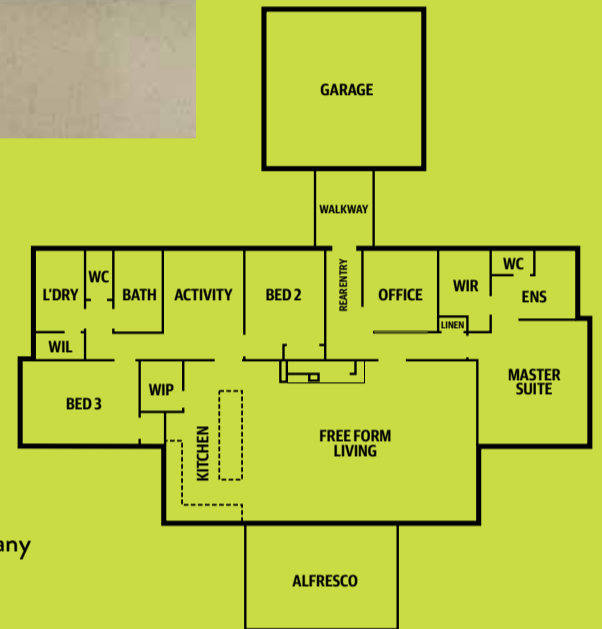 GARAGE
WALKWAY
L'DRY
WC
BATH
ACTIVITY
BED 2
REAR ENTRY
OFFICE
WIR
WC
ENS
LINEN
WIL
BED 3
WIP
KITCHEN
FREE FORM
LIVING
MASTER
SUITE
ALFRESCO